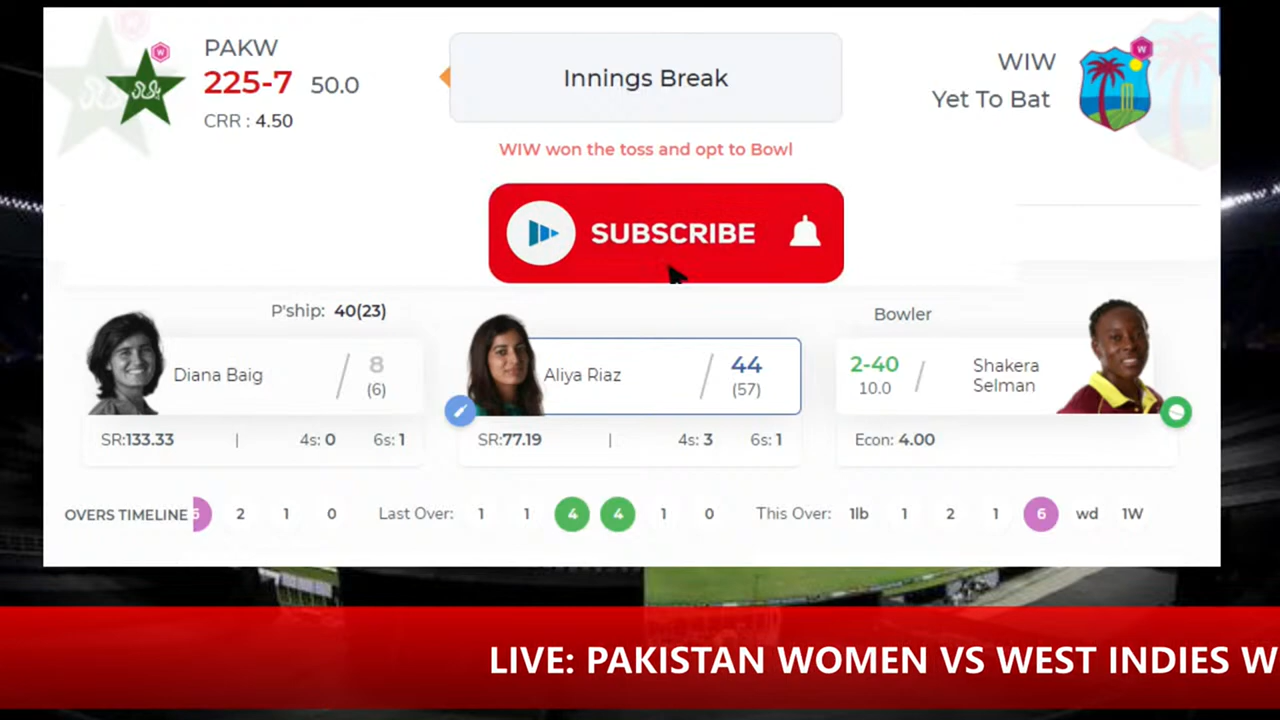 PAKW
225-7 50.0
CRR : 4.50
Innings Break
WIW
Yet To Bat
WIW won the toss and opt to Bowl
SUBSCRIBE
P'ship: 40(23)
Bowler
Diana Baig / 8
(6)
Aliya Riaz / 44
(57)
2-40 / Shakera
10.0 Selman
SR:133.33 | 4s: 0 6s: 1
SR:77.19 | 4s: 3 6s: 1
Econ: 4.00
OVERS TIMELINE 2 1 0 Last Over: 1 1 4 4 1 0 This Over: 1lb 1 2 1 6 wd 1W
LIVE: PAKISTAN WOMEN VS WEST INDIES W